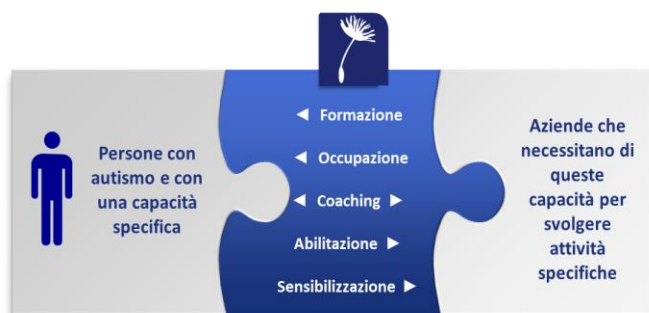 Persone con
autismo e con
una capacità
specifica
◄ Formazione
◄ Occupazione
◄ Coaching ►
Abilitazione ►
Sensibilizzazione ►
Aziende che
necessitano di
queste
capacità per
svolgere
attività
specifiche